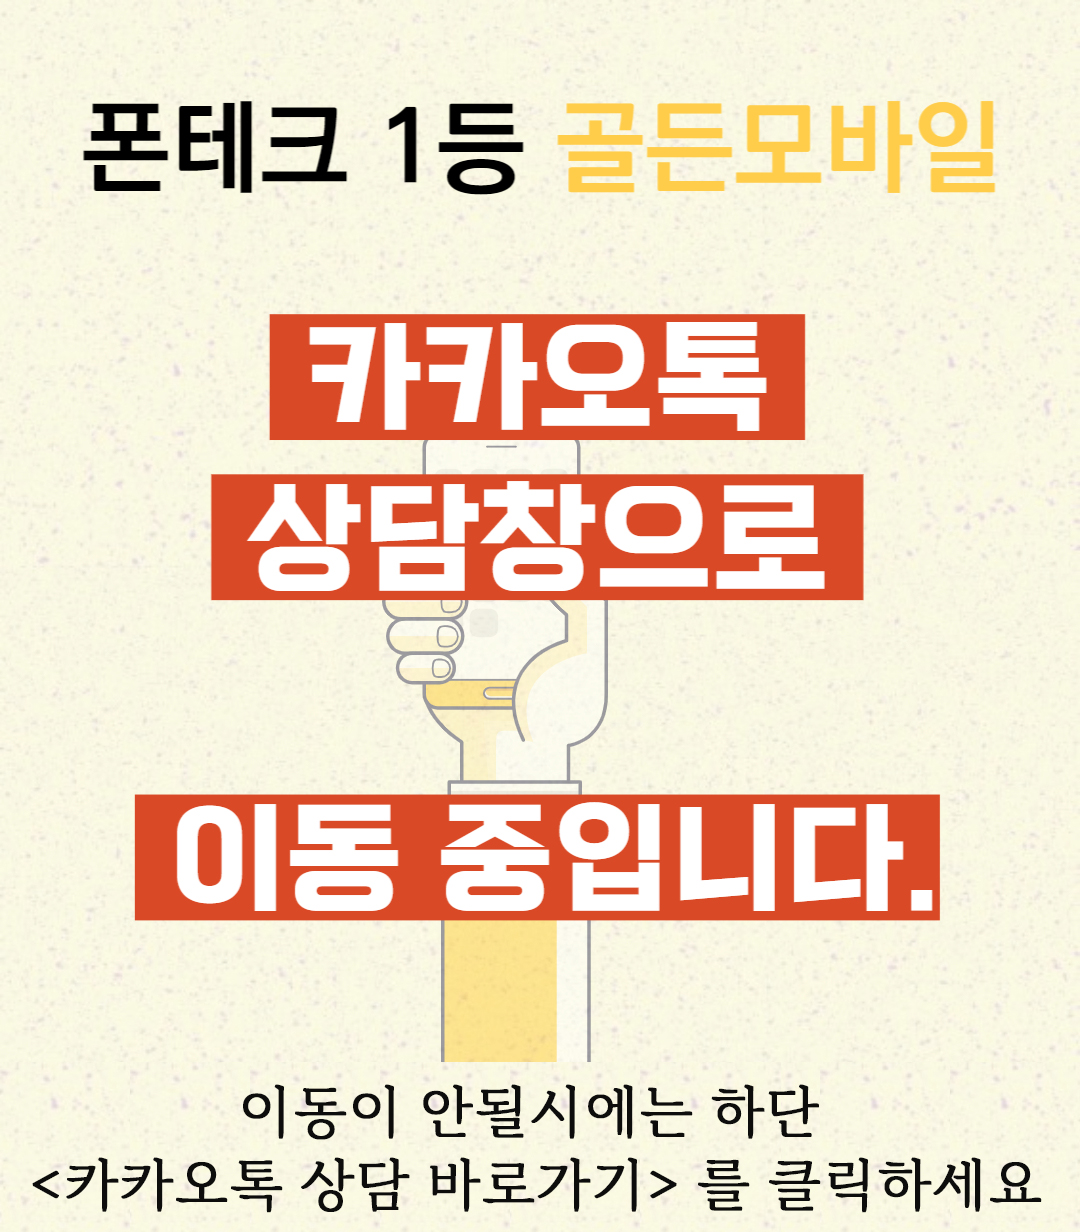 폰테크 1등 골든모바일
카카오톡
상담창으로
이동 중입니다.
이동이 안될시에는 하단
<카카오톡 상담 바로가기> 를 클릭하세요